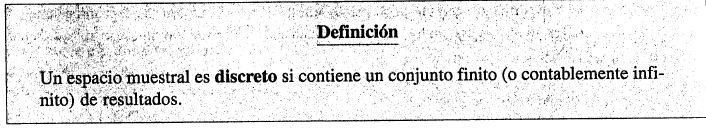 Definición
Un espacio muestral es discreto si contiene un conjunto finito (o contablemente infi-
nito) de resultados.